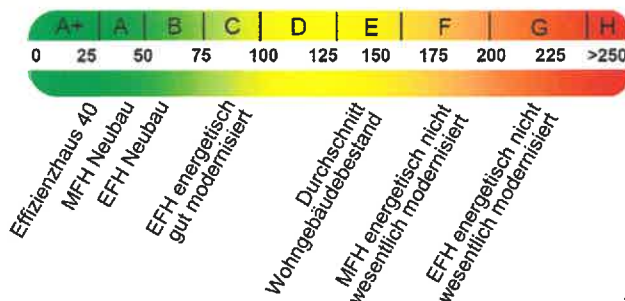 A+ A B C D E F G H
0 25 30 50 75 100 125 150 175 200 225 >250
Effizienzhaus 40
MFH Neubau
EFH Neubau
EFH energetisch
gut modernisiert
Durchschnitt
Wohngebäudebestand
MFH energetisch nicht
wesentlich modernisiert
EFH energetisch nicht
wesentlich modernisiert